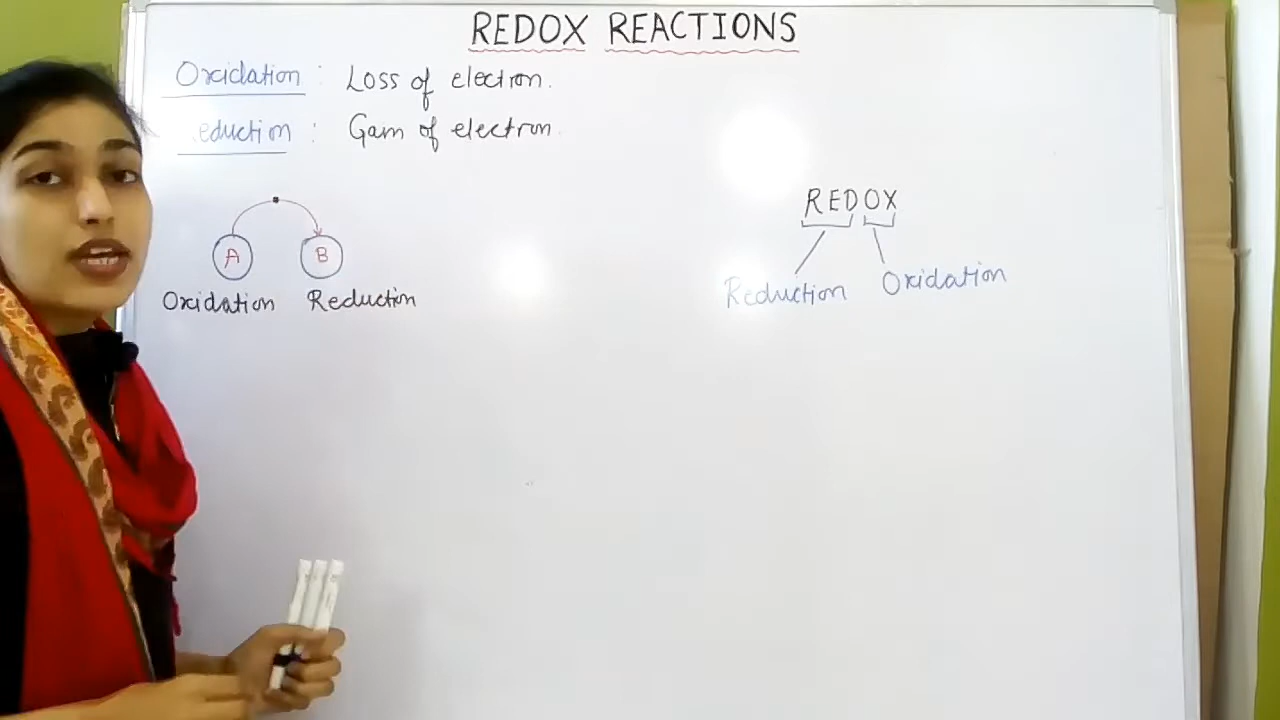 REDOX REACTIONS
Oxidation : Loss of electron.
eduction : Gain of electron.
A B
Oxidation Reduction
REDOX
Reduction Oxidation